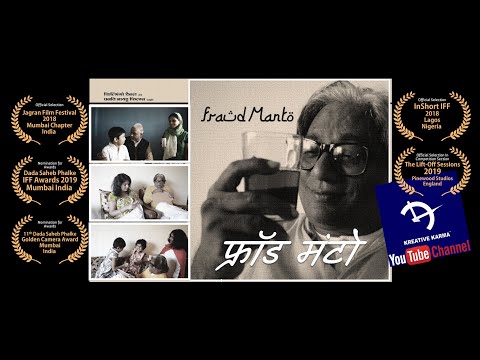 Official Selection
Jagran Film Festival
2018
Mumbai Chapter
India
Nomination for
Awards
Dada Saheb Phalke
IFF Awards 2019
Mumbai India
Nomination for
Awards
11th Dada Saheb Phalke
Golden Camera Award
Mumbai
India
fraud Manto
फ्रॉड मंटो
Official Selection
InShort IFF
2018
Lagos
Nigeria
Official Selection in
Competition Section
The Lift-Off Sessions
2019
Pinewood Studios
England
KREATIVE KARMA
YouTube Channel